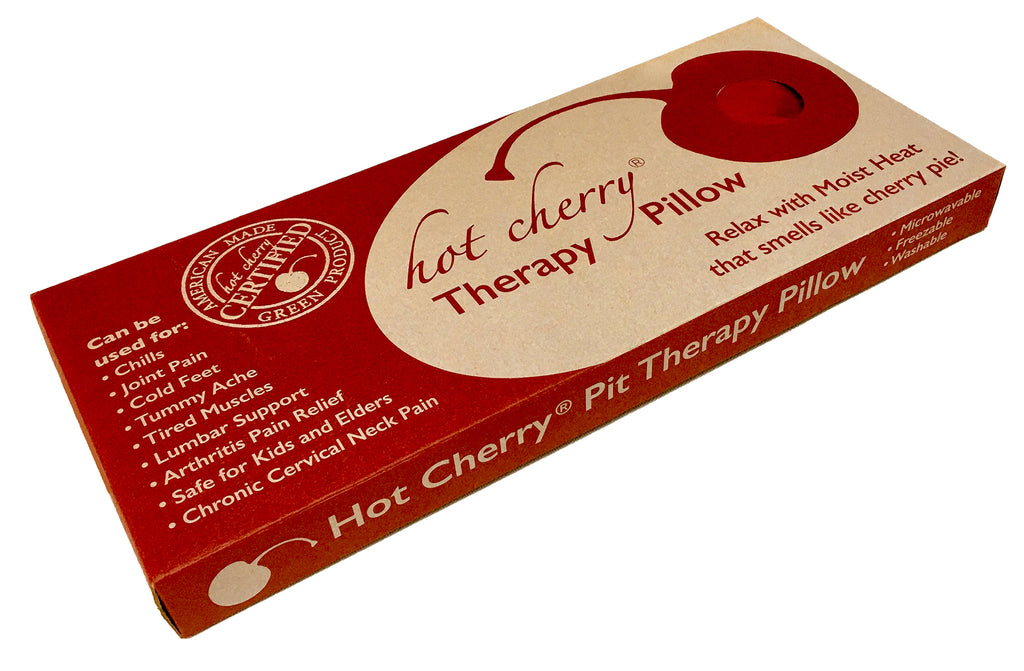 hot cherry®
Therapy Pillow
Relax with Moist Heat
that smells like cherry pie!
AMERICAN MADE
hot cherry
CERTIFIED
GREEN PRODUCT
Can be
used for:
• Chills
• Joint Pain
• Cold Feet
• Tummy Ache
• Tired Muscles
• Lumbar Support
• Arthritis Pain Relief
• Safe for Kids and Elders
• Chronic Cervical Neck Pain
Hot Cherry® Pit Therapy Pillow
• Microwavable
• Freezable
• Washable